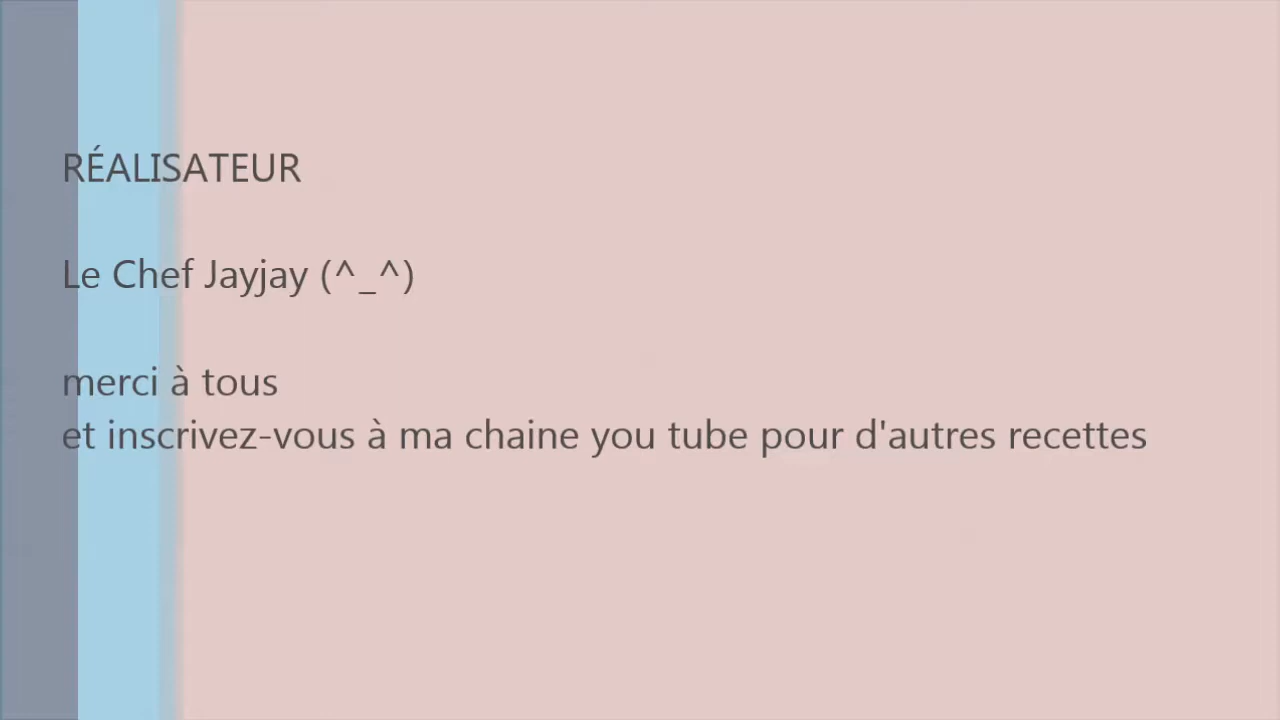 RÉALISATEUR
Le Chef Jayjay (^_^)
merci à tous
et inscrivez-vous à ma chaine you tube pour d'autres recettes